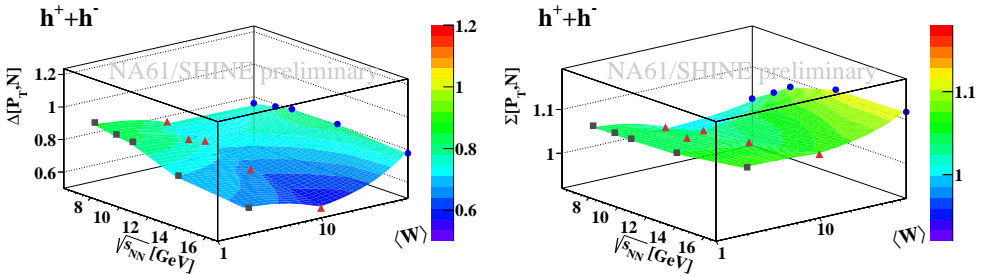 h⁺+h⁻
NA61/SHINE preliminary
Δ[P_T,N]
1.2
1
0.8
0.6
8
10
12
14
16
√s_NN [GeV]
1
10
⟨W⟩
1.2
1
0.8
0.6
h⁺+h⁻
NA61/SHINE preliminary
Σ[P_T,N]
1.1
1
8
10
12
14
16
√s_NN [GeV]
1
10
⟨W⟩
1.1
1